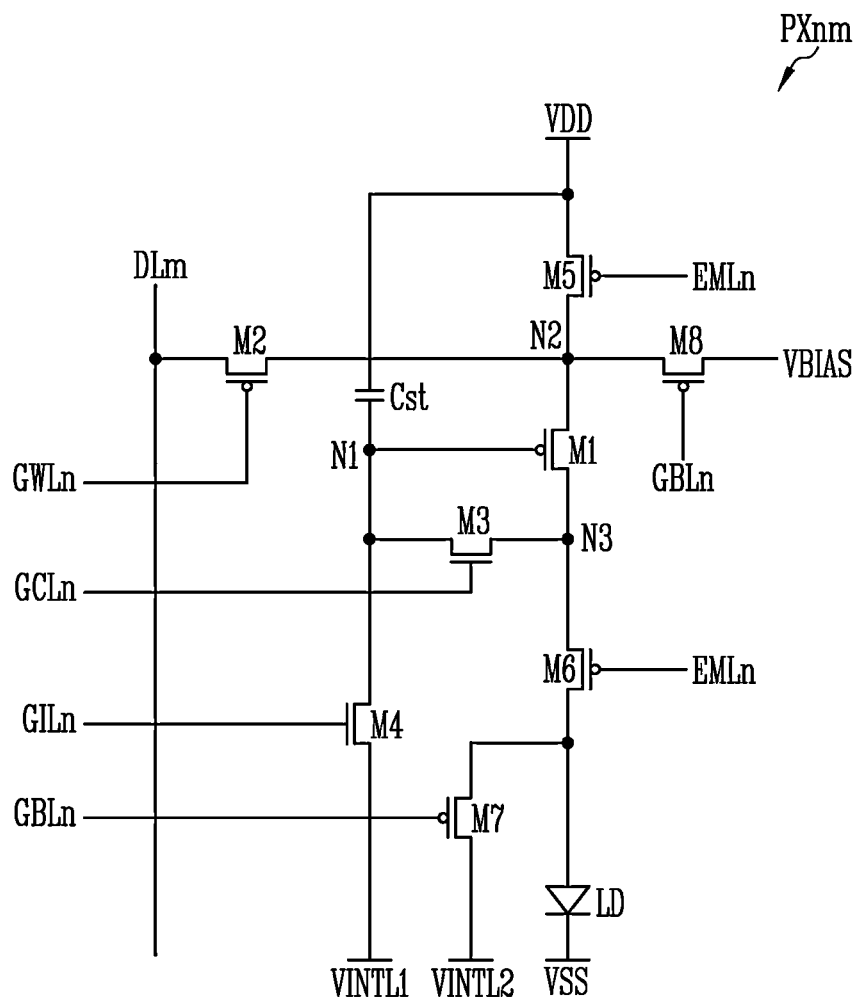 PXnm
VDD
DLm
M5
EMLn
M2
N2
M8
VBIAS
Cst
N1
M1
GWLn
GBLn
M3
N3
GCLn
M6
EMLn
GILn
M4
GBLn
M7
LD
VINTL1
VINTL2
VSS